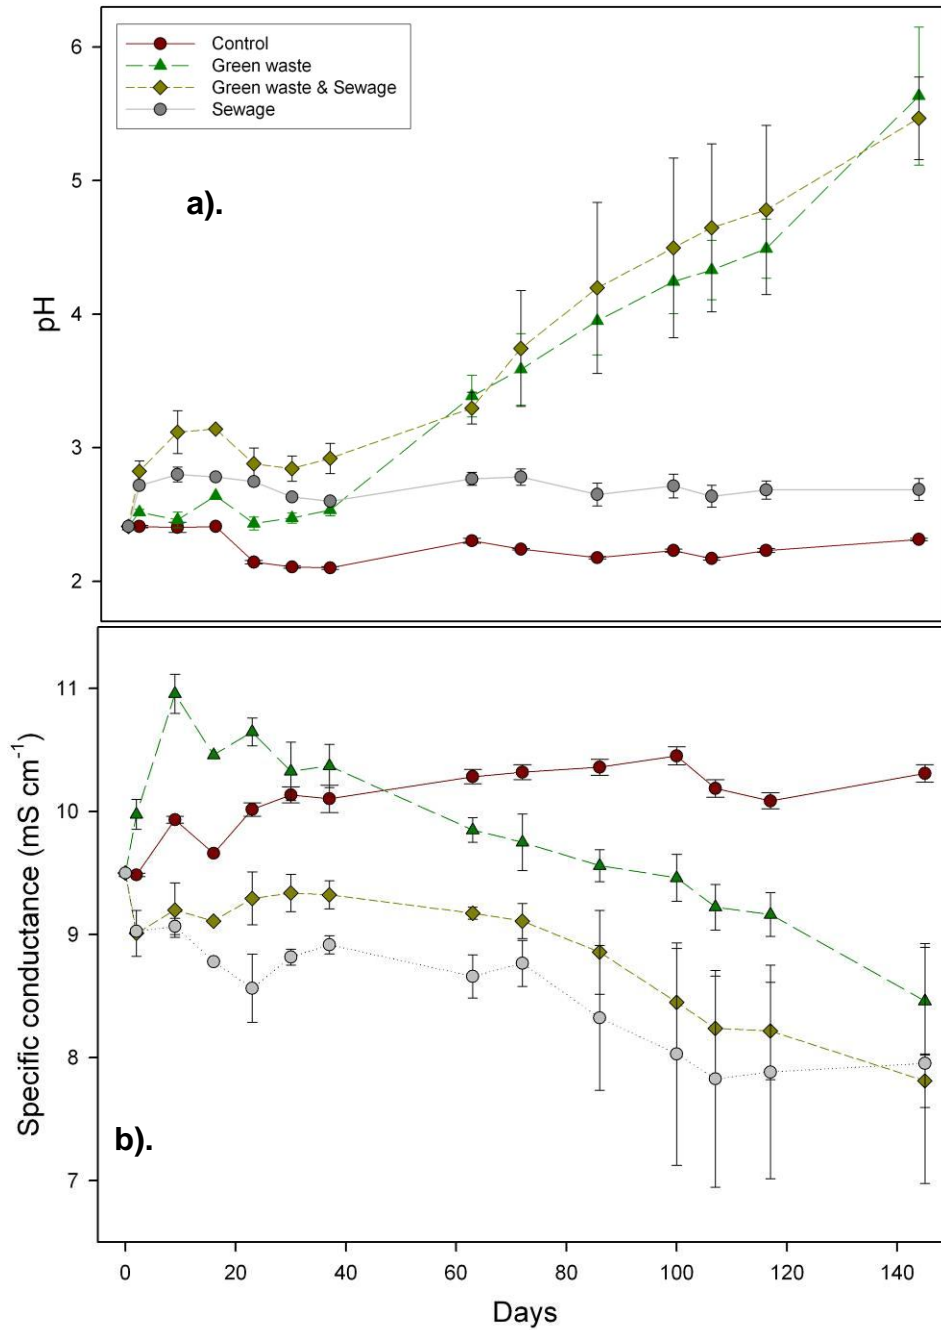 Control
Green waste
Green waste & Sewage
Sewage
6
5
4
3
2
pH
a).
11
10
9
8
7
Specific conductance (mS cm⁻¹)
b).
0 20 40 60 80 100 120 140
Days